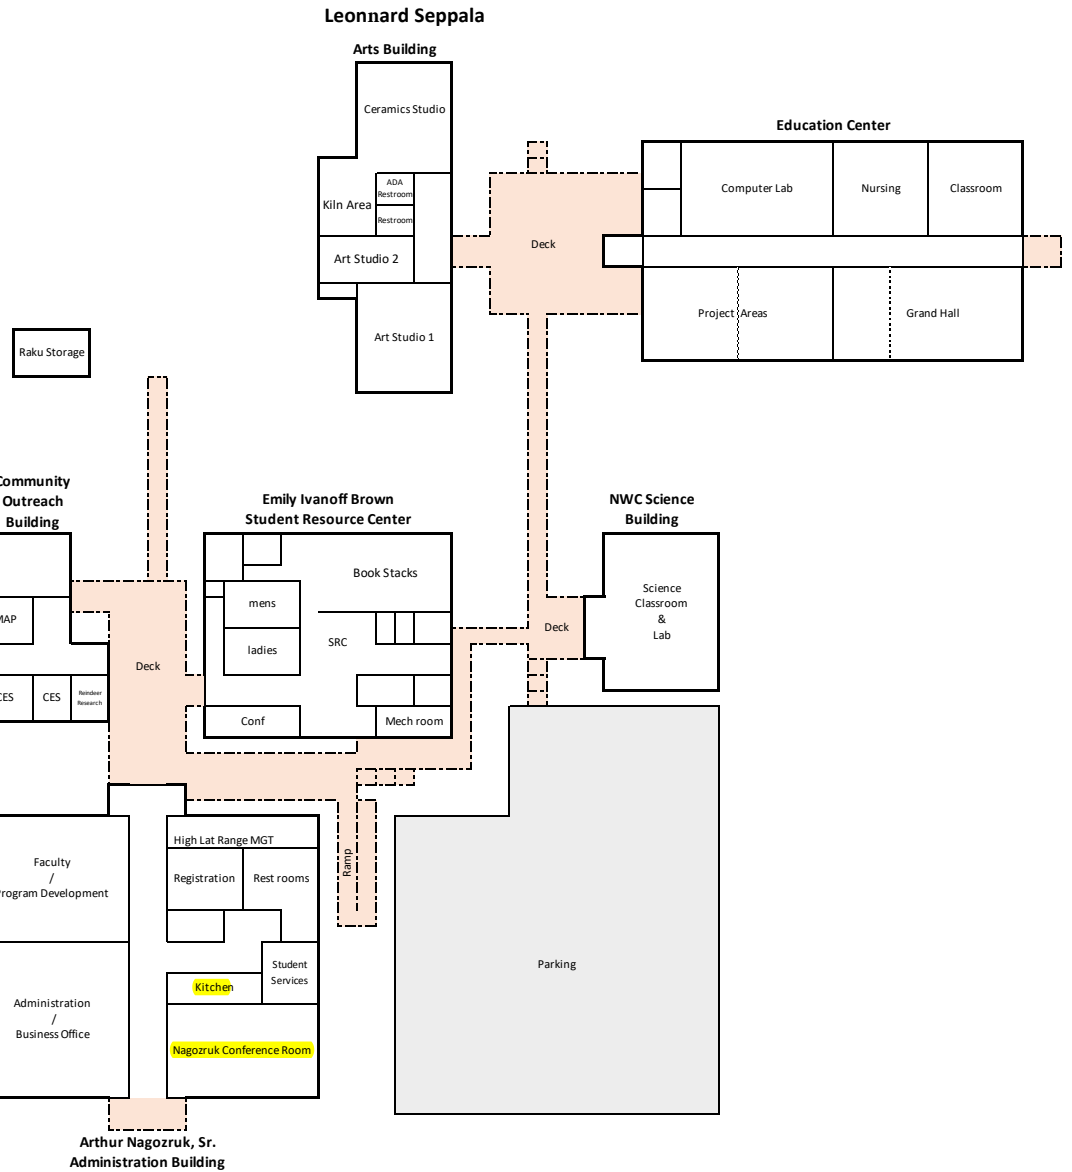 Leonnard Seppala
Arts Building
Ceramics Studio
ADA
Restroom
Kiln Area
Restroom
Art Studio 2
Art Studio 1
Education Center
Computer Lab
Nursing
Classroom
Deck
Project Areas
Grand Hall
Raku Storage
Community
Outreach
Building
MAP
CES
CES
Reindeer
Research
Deck
Emily Ivanoff Brown
Student Resource Center
Book Stacks
mens
SRC
ladies
Conf
Mech room
NWC Science
Building
Science
Classroom
&
Lab
Deck
Faculty
/
Program Development
High Lat Range MGT
Registration
Rest rooms
Ramp
Student
Services
Kitchen
Administration
/
Business Office
Nagozruk Conference Room
Parking
Arthur Nagozruk, Sr.
Administration Building